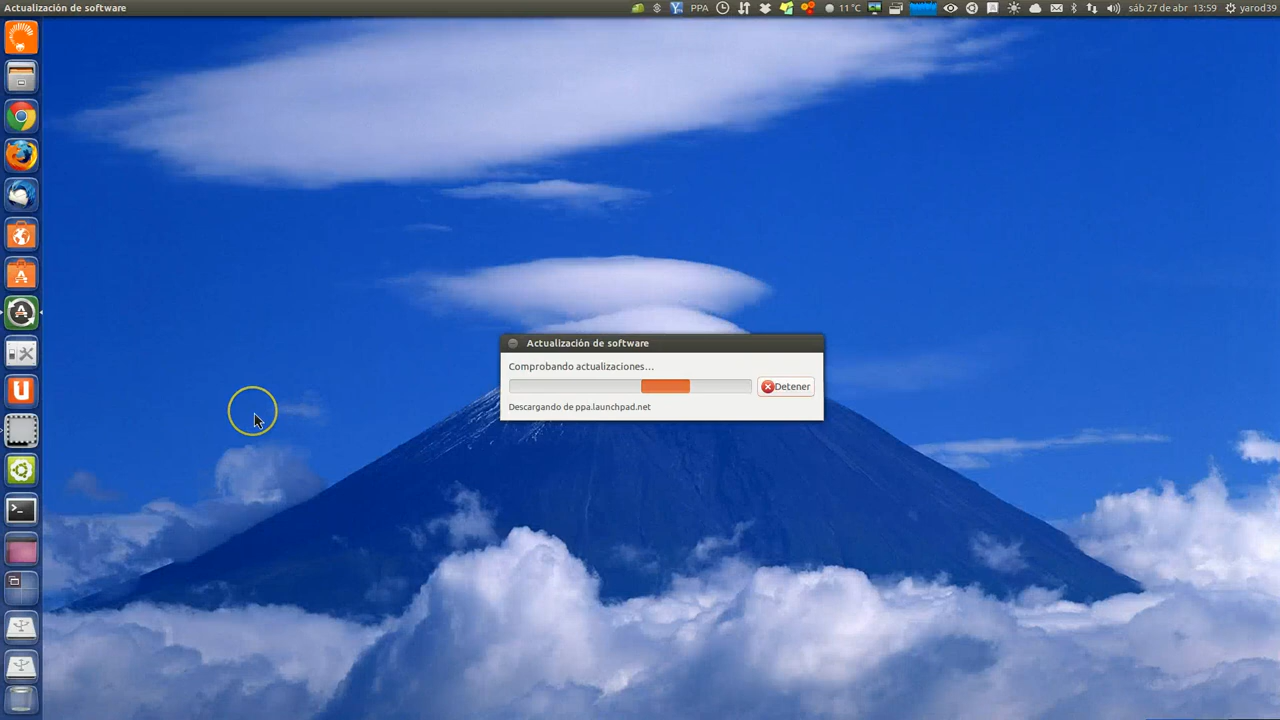 Actualización de software
PPA
11 °C
sáb 27 de abr
13:59
yarod39
Actualización de software
Comprobando actualizaciones...
Detener
Descargando de ppa.launchpad.net